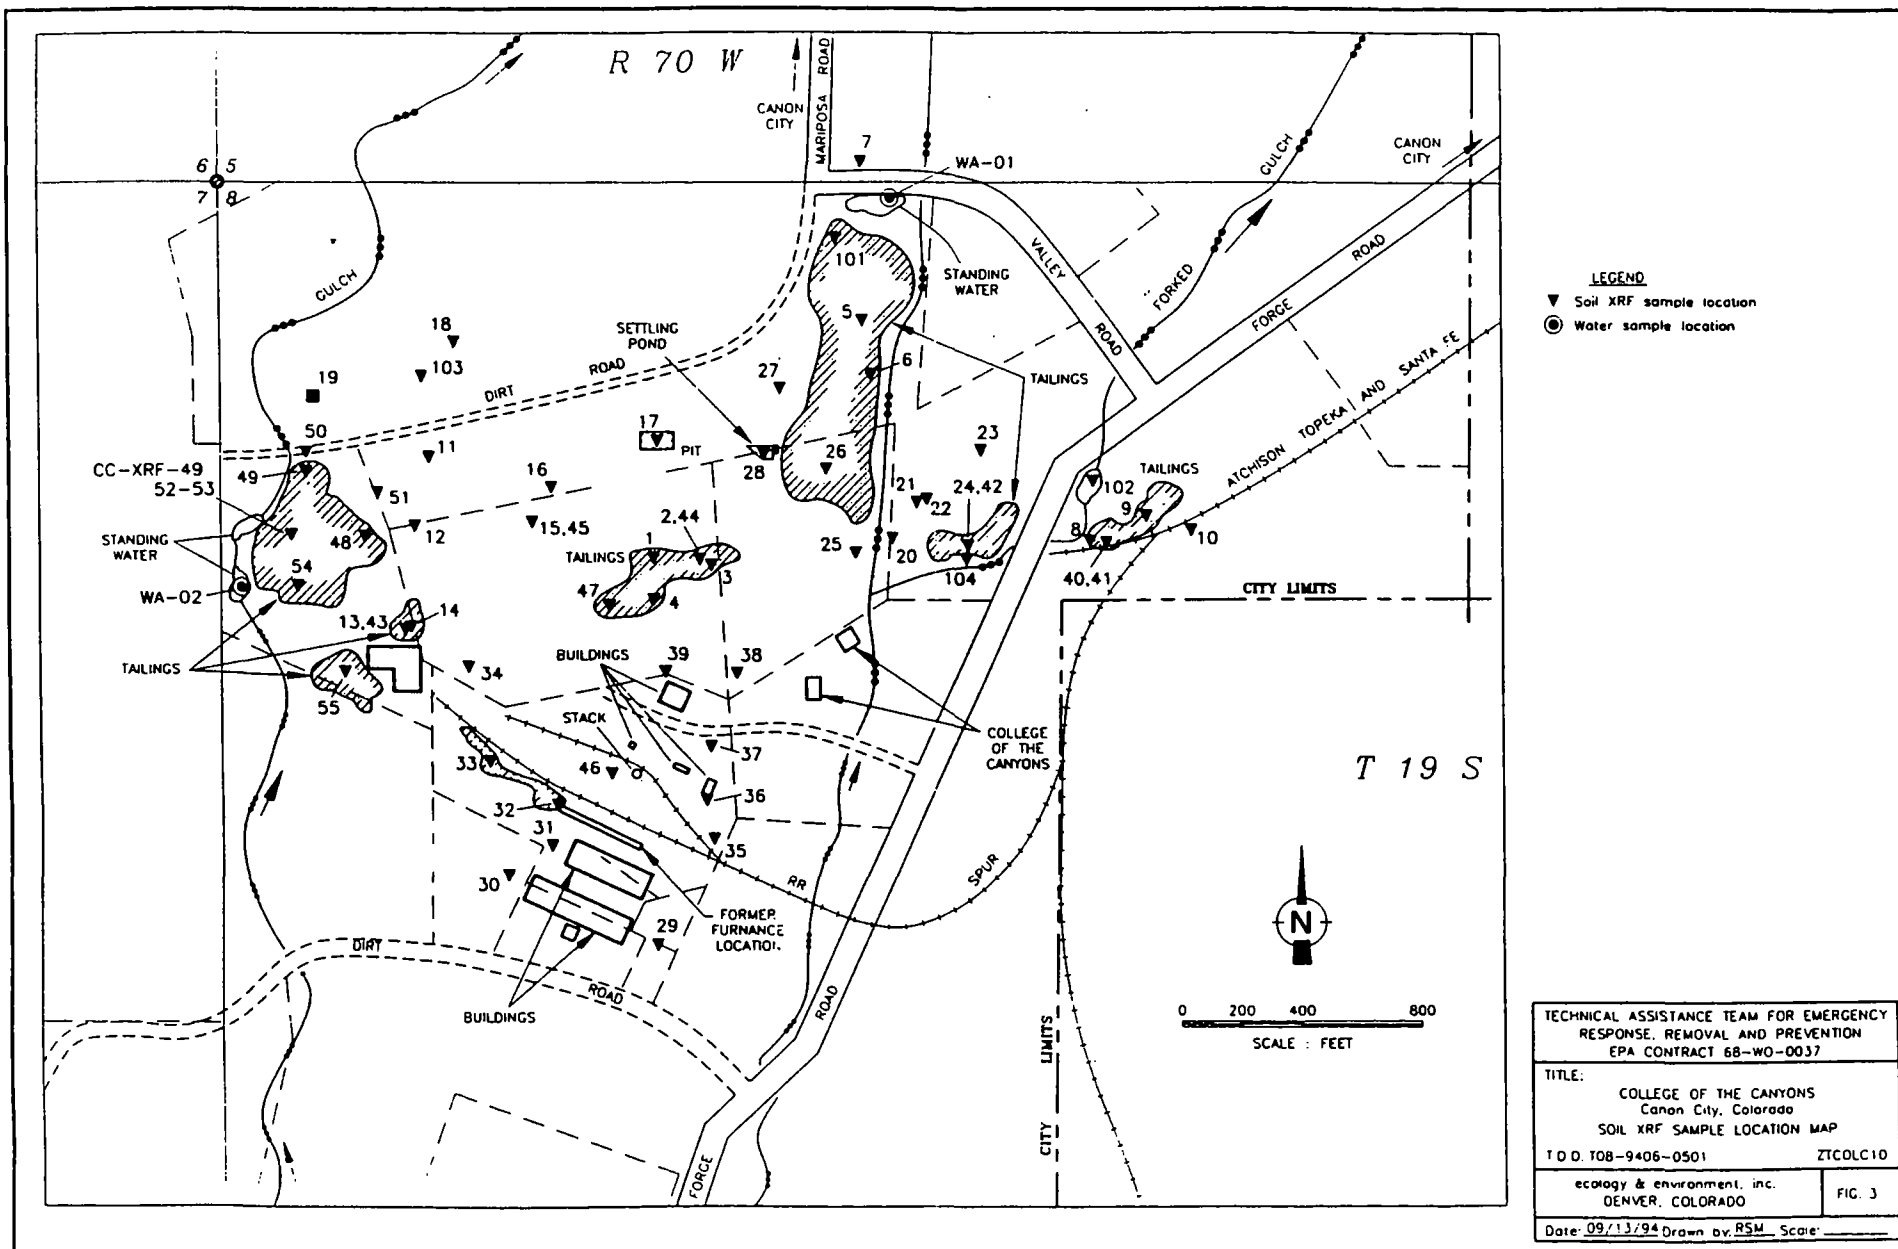 R 70 W
CANON
CITY
MARIPOSA ROAD
7
WA-01
GULCH
CANON
CITY
6 5
7 8
101
STANDING
WATER
VALLEY
ROAD
FORKED
FORGE
ROAD
GULCH
LEGEND
Soil XRF sample location
Water sample location
18
103
19
SETTLING
POND
5
6
27
TAILINGS
DIRT
ROAD
ATCHISON TOPEKA AND SANTA FE
50
CC-XRF-49
52-53
49
11
17
PIT
28
26
23
TAILINGS
51
16
21
22
24,42
102
9
STANDING
WATER
48
12
15,45
2,44
TAILINGS
1
3
25
20
8
10
54
WA-02
47
4
104
40,41
CITY LIMITS
13,43
14
TAILINGS
55
34
BUILDINGS
39
38
STACK
COLLEGE
OF THE
CANYONS
33
46
37
36
T 19 S
32
31
35
30
RR
SPUR
29
FORMER
FURNANCE
LOCATION
N
DIRT
ROAD
BUILDINGS
ROAD
FORGE
CITY LIMITS
0 200 400 800
SCALE : FEET
TECHNICAL ASSISTANCE TEAM FOR EMERGENCY
RESPONSE, REMOVAL AND PREVENTION
EPA CONTRACT 68-WO-0037
TITLE:
COLLEGE OF THE CANYONS
Canon City, Colorado
SOIL XRF SAMPLE LOCATION MAP
T.D.D. T08-9406-0501 ZTCOLC10
ecology & environment, inc.
DENVER, COLORADO
FIG. 3
Date: 09/13/94 Drawn by: RSM Scale: